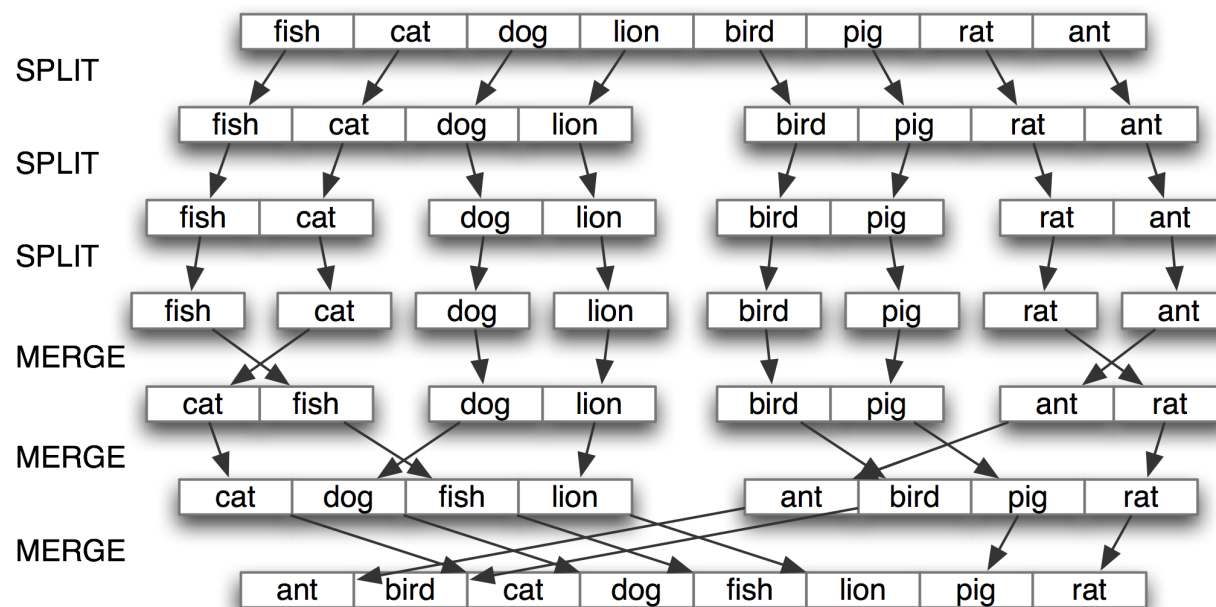 fish cat dog lion bird pig rat ant
SPLIT
fish cat dog lion bird pig rat ant
SPLIT
fish cat dog lion bird pig rat ant
SPLIT
fish cat dog lion bird pig rat ant
MERGE
cat fish dog lion bird pig ant rat
MERGE
cat dog fish lion ant bird pig rat
MERGE
ant bird cat dog fish lion pig rat